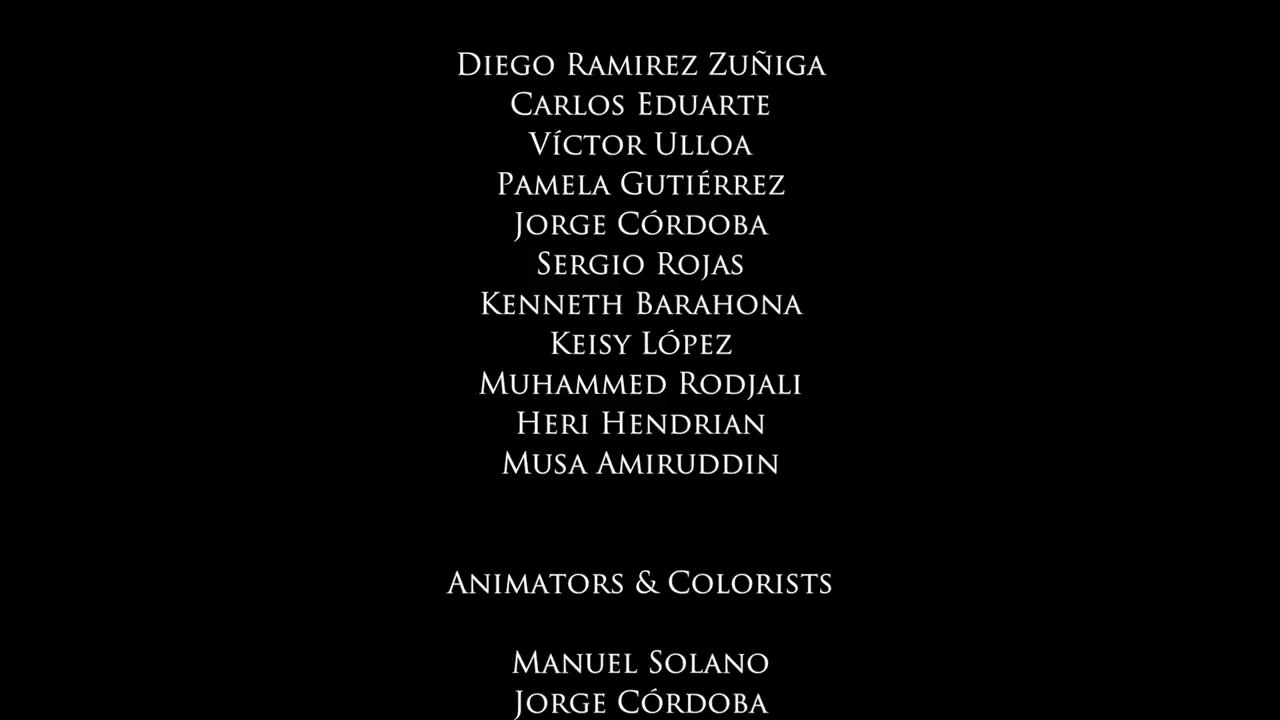 Diego Ramirez Zuñiga
Carlos Eduarte
Víctor Ulloa
Pamela Gutiérrez
Jorge Córdoba
Sergio Rojas
Kenneth Barahona
Keisy López
Muhammed Rodjali
Heri Hendrian
Musa Amiruddin
Animators & Colorists
Manuel Solano
Jorge Córdoba